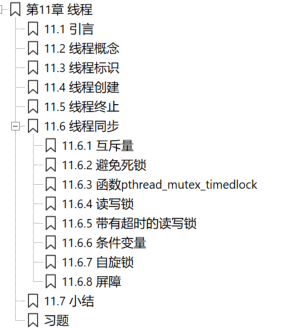 第11章 线程
11.1 引言
11.2 线程概念
11.3 线程标识
11.4 线程创建
11.5 线程终止
11.6 线程同步
11.6.1 互斥量
11.6.2 避免死锁
11.6.3 函数pthread_mutex_timedlock
11.6.4 读写锁
11.6.5 带有超时的读写锁
11.6.6 条件变量
11.6.7 自旋锁
11.6.8 屏障
11.7 小结
习题